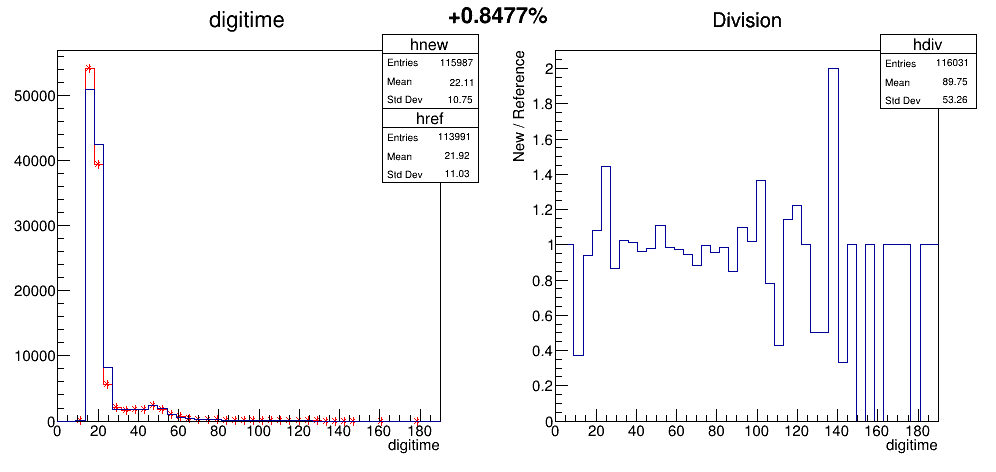 digitime
+0.8477%
Division
hnew
Entries 115987
Mean 22.11
Std Dev 10.75
href
Entries 113991
Mean 21.92
Std Dev 11.03
50000
40000
30000
20000
10000
0
0 20 40 60 80 100 120 140 160 180
digitime
hdiv
Entries 116031
Mean 89.75
Std Dev 53.26
New / Reference
2
1.8
1.6
1.4
1.2
1
0.8
0.6
0.4
0.2
0
0 20 40 60 80 100 120 140 160 180
digitime